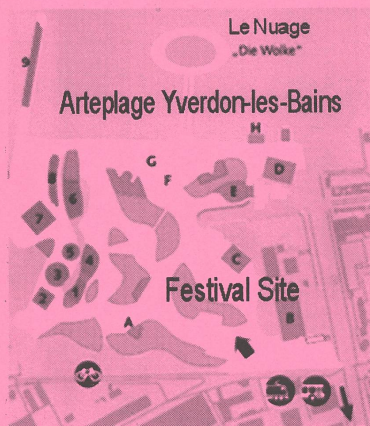 Le Nuage
„Die Wolke"
9
Arteplage Yverdon-les-Bains
H
G
F
E
D
8
6
7
5
4
3
C
2
1
Festival Site
B
A